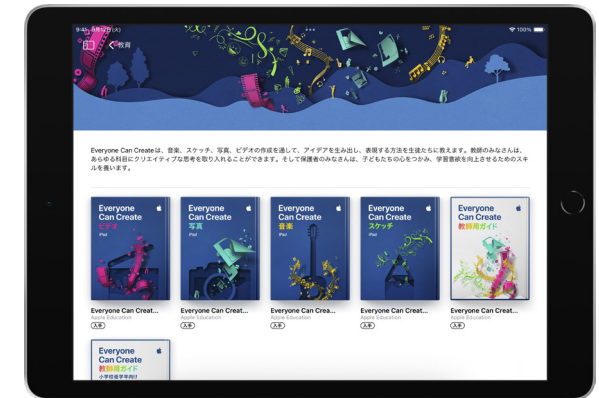 9:41 9月12日(火)
100%
教育
Everyone Can Createは、音楽、スケッチ、写真、ビデオの作成を通して、アイデアを生み出し、表現する方法を生徒たちに教えます。教師のみなさんは、
あらゆる科目にクリエイティブな思考を取り入れることができます。そして保護者のみなさんは、子どもたちの心をつかみ、学習意欲を向上させるためのスキ
ルを養います。
Everyone
Can Create
ビデオ
iPad
Everyone
Can Create
写真
iPad
Everyone
Can Create
音楽
iPad
Everyone
Can Create
スケッチ
iPad
Everyone
Can Create
教師用ガイド
Everyone Can Creat...
Apple Education
入手
Everyone Can Creat...
Apple Education
入手
Everyone Can Crea...
Apple Education
入手
Everyone Can Creat...
Apple Education
入手
Everyone Can Crea...
Apple Education
入手
Everyone
Can Create
教師用ガイド
小学校低学年向け